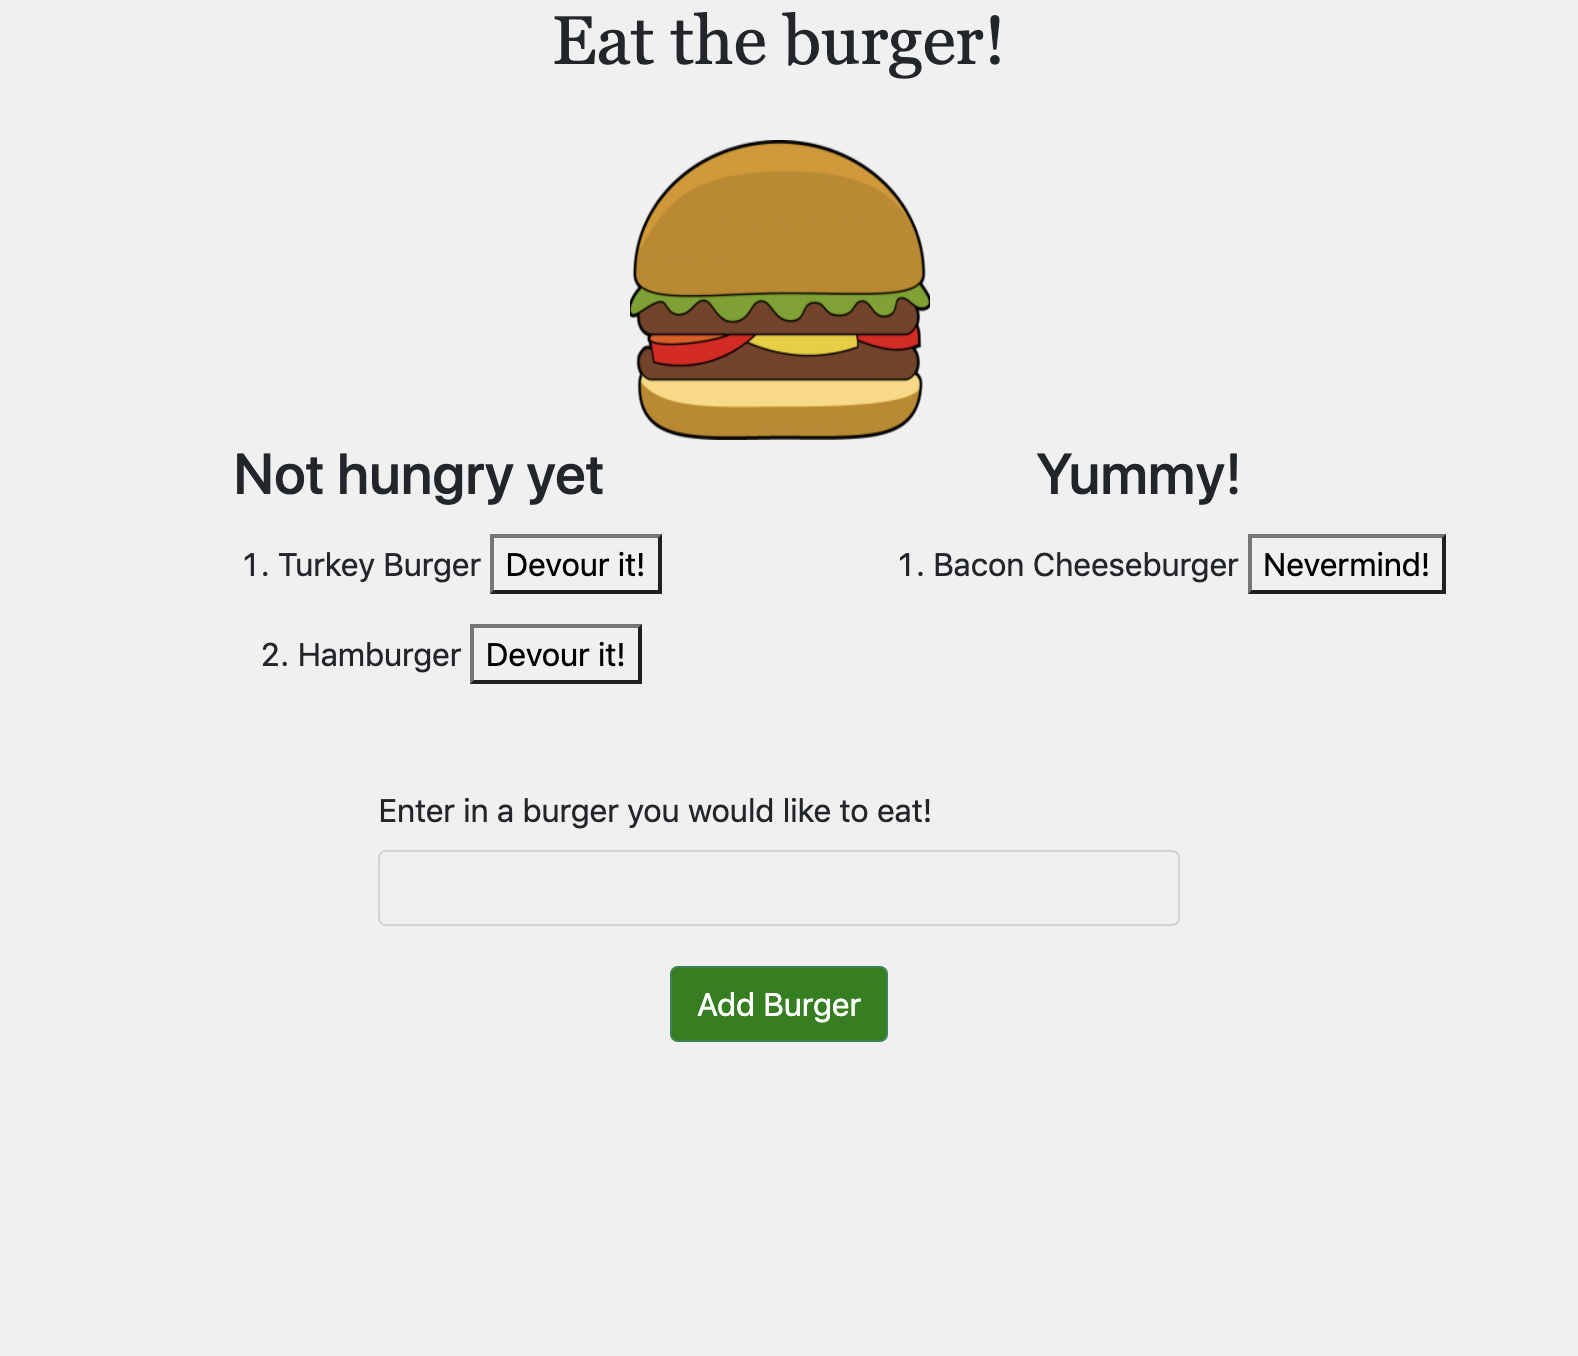 Eat the burger!
Not hungry yet
1. Turkey Burger Devour it!
2. Hamburger Devour it!
Yummy!
1. Bacon Cheeseburger Nevermind!
Enter in a burger you would like to eat!
Add Burger